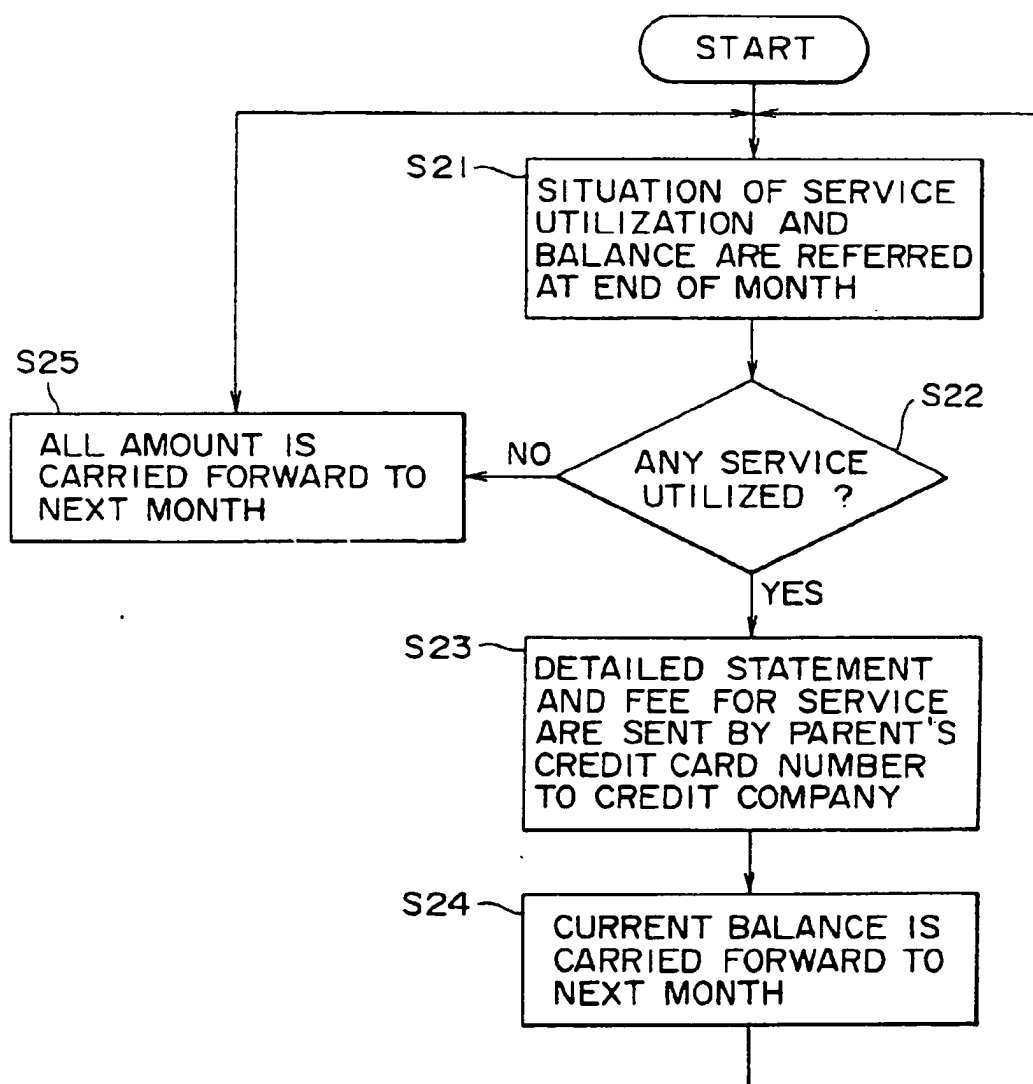 START
S21
SITUATION OF SERVICE
UTILIZATION AND
BALANCE ARE REFERRED
AT END OF MONTH
S25
ALL AMOUNT IS
CARRIED FORWARD TO
NEXT MONTH
NO
S22
ANY SERVICE
UTILIZED ?
YES
S23
DETAILED STATEMENT
AND FEE FOR SERVICE
ARE SENT BY PARENT'S
CREDIT CARD NUMBER
TO CREDIT COMPANY
S24
CURRENT BALANCE IS
CARRIED FORWARD TO
NEXT MONTH